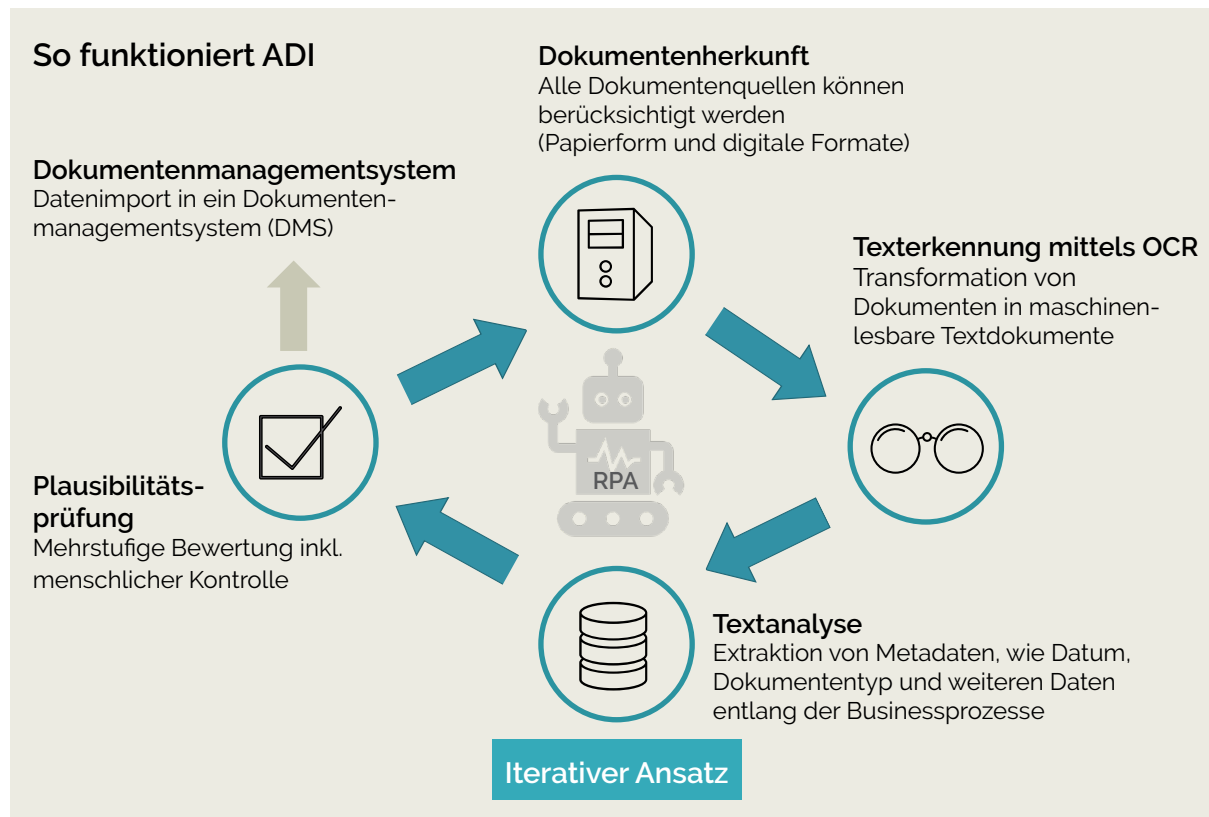 So funktioniert ADI
Dokumentenherkunft
Alle Dokumentenquellen können
berücksichtigt werden
(Papierform und digitale Formate)
Dokumentenmanagementsystem
Datenimport in ein Dokumenten-
managementsystem (DMS)
Texterkennung mittels OCR
Transformation von
Dokumenten in maschinen-
lesbare Textdokumente
RPA
Plausibilitäts-
prüfung
Mehrstufige Bewertung inkl.
menschlicher Kontrolle
Textanalyse
Extraktion von Metadaten, wie Datum,
Dokumententyp und weiteren Daten
entlang der Businessprozesse
Iterativer Ansatz